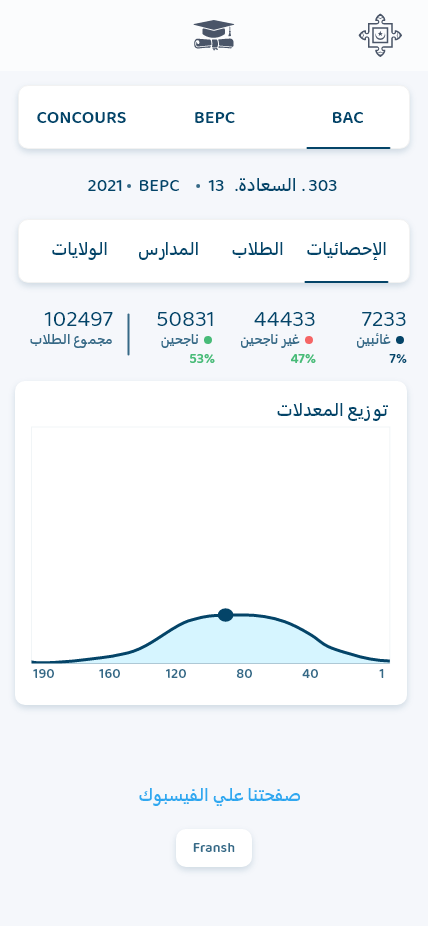 CONCOURS BEPC BAC
303 . السعادة. 13 • BEPC • 2021
الإحصائيات الطلاب المدارس الولايات
7233 44433 50831 102497
غائبين غير ناجحين ناجحين مجموع الطلاب
7% 47% 53%
توزيع المعدلات
190 160 120 80 40 1
صفحتنا علي الفيسبوك
Fransh